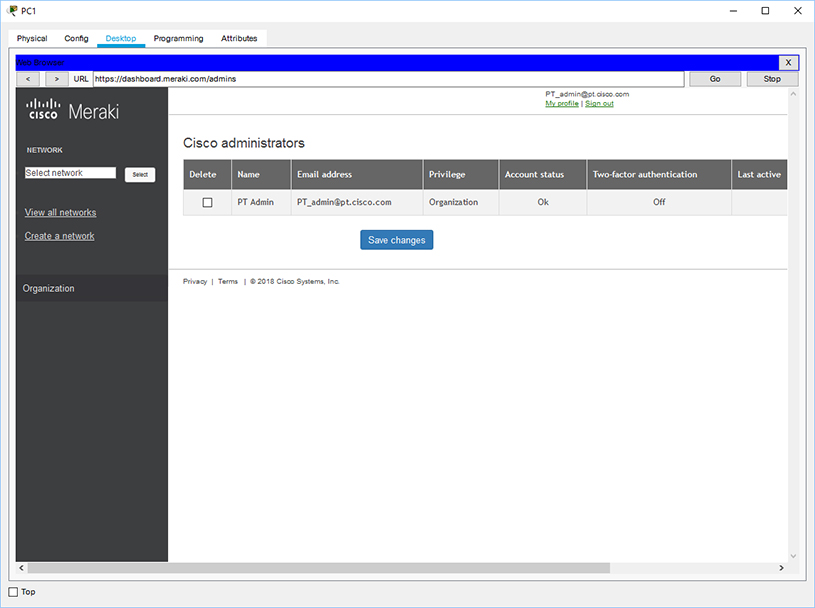 PC1
Physical Config Desktop Programming Attributes
Web Browser X
< > URL https://dashboard.meraki.com/admins Go Stop
cisco Meraki
NETWORK
Select network Select
View all networks
Create a network
Organization
PT_admin@pt.cisco.com
My profile | Sign out
Cisco administrators
Delete Name Email address Privilege Account status Two-factor authentication Last active
PT Admin PT_admin@pt.cisco.com Organization Ok Off
Save changes
Privacy | Terms | © 2018 Cisco Systems, Inc.
Top